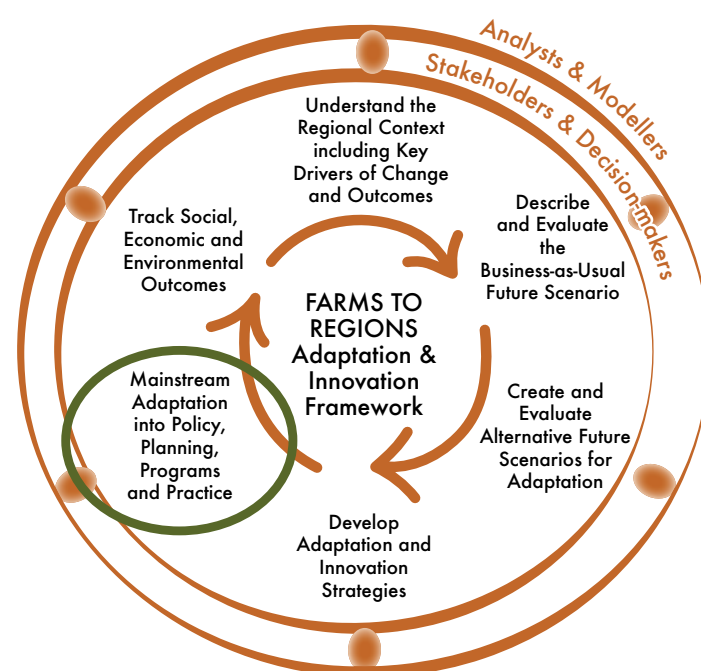 Analysts & Modellers
Stakeholders & Decision-makers
Understand the
Regional Context
including Key
Drivers of Change
and Outcomes
Describe
and Evaluate
the
Business-as-Usual
Future Scenario
Create and
Evaluate
Alternative Future
Scenarios for
Adaptation
Develop
Adaptation and
Innovation
Strategies
Mainstream
Adaptation
into Policy,
Planning,
Programs
and Practice
Track Social,
Economic and
Environmental
Outcomes
FARMS TO
REGIONS
Adaptation &
Innovation
Framework